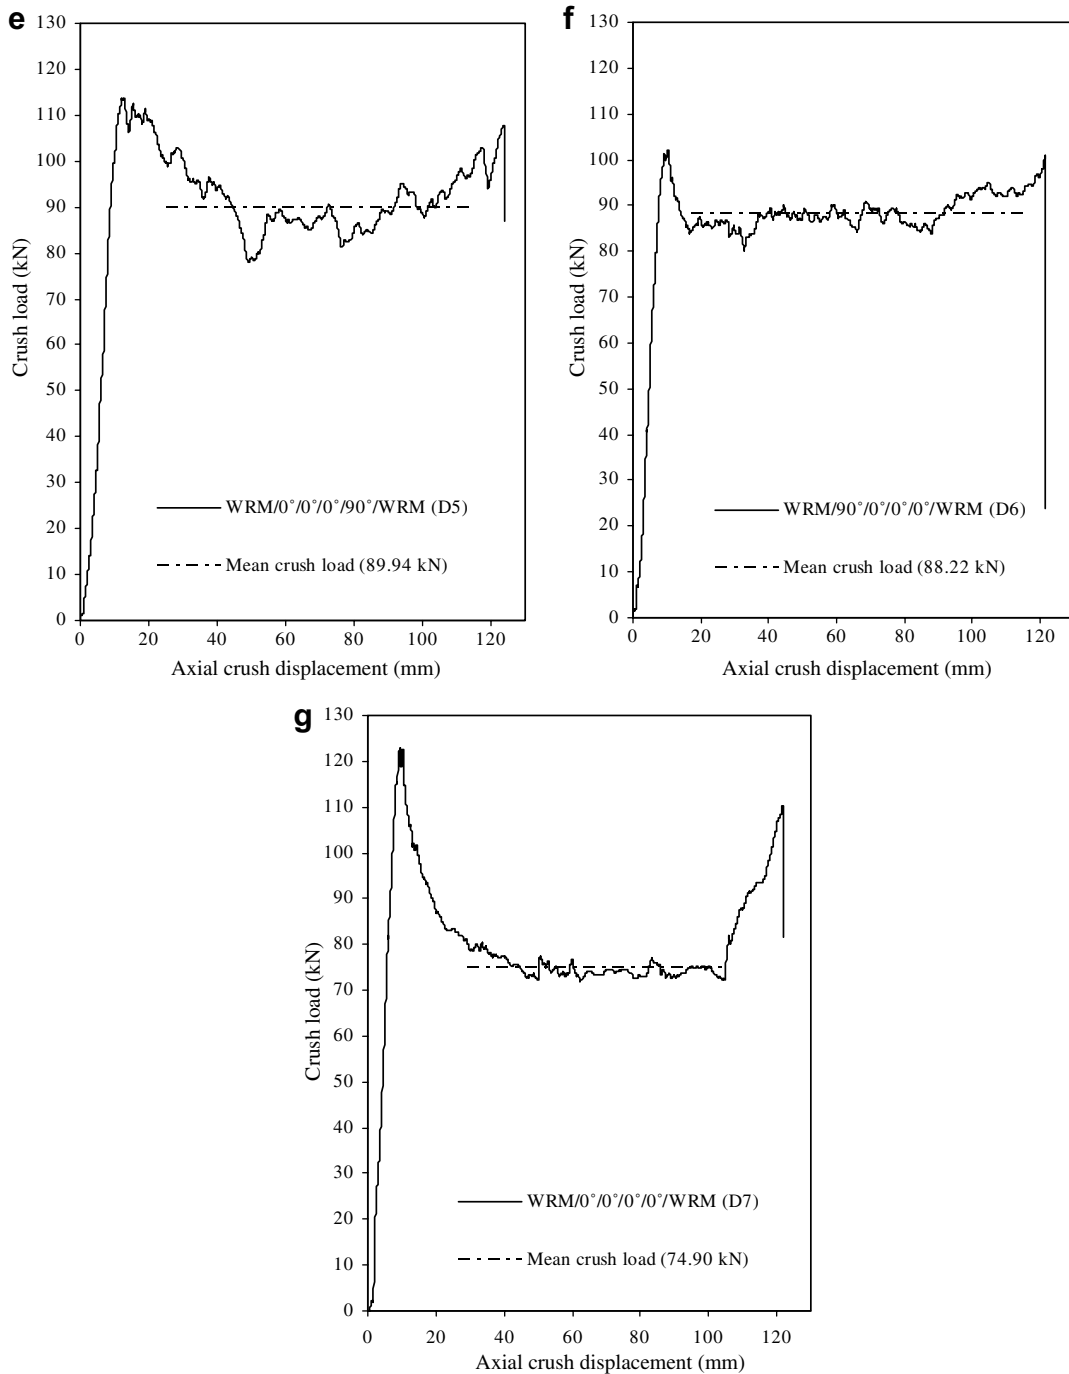 e
130
120
110
100
90
80
70
60
50
40
30
20
10
0
Crush load (kN)
WRM/0°/0°/0°/90°/WRM (D5)
Mean crush load (89.94 kN)
0 20 40 60 80 100 120
Axial crush displacement (mm)
f
130
120
110
100
90
80
70
60
50
40
30
20
10
0
Crush load (kN)
WRM/90°/0°/0°/0°/WRM (D6)
Mean crush load (88.22 kN)
0 20 40 60 80 100 120
Axial crush displacement (mm)
g
130
120
110
100
90
80
70
60
50
40
30
20
10
0
Crush load (kN)
WRM/0°/0°/0°/0°/WRM (D7)
Mean crush load (74.90 kN)
0 20 40 60 80 100 120
Axial crush displacement (mm)